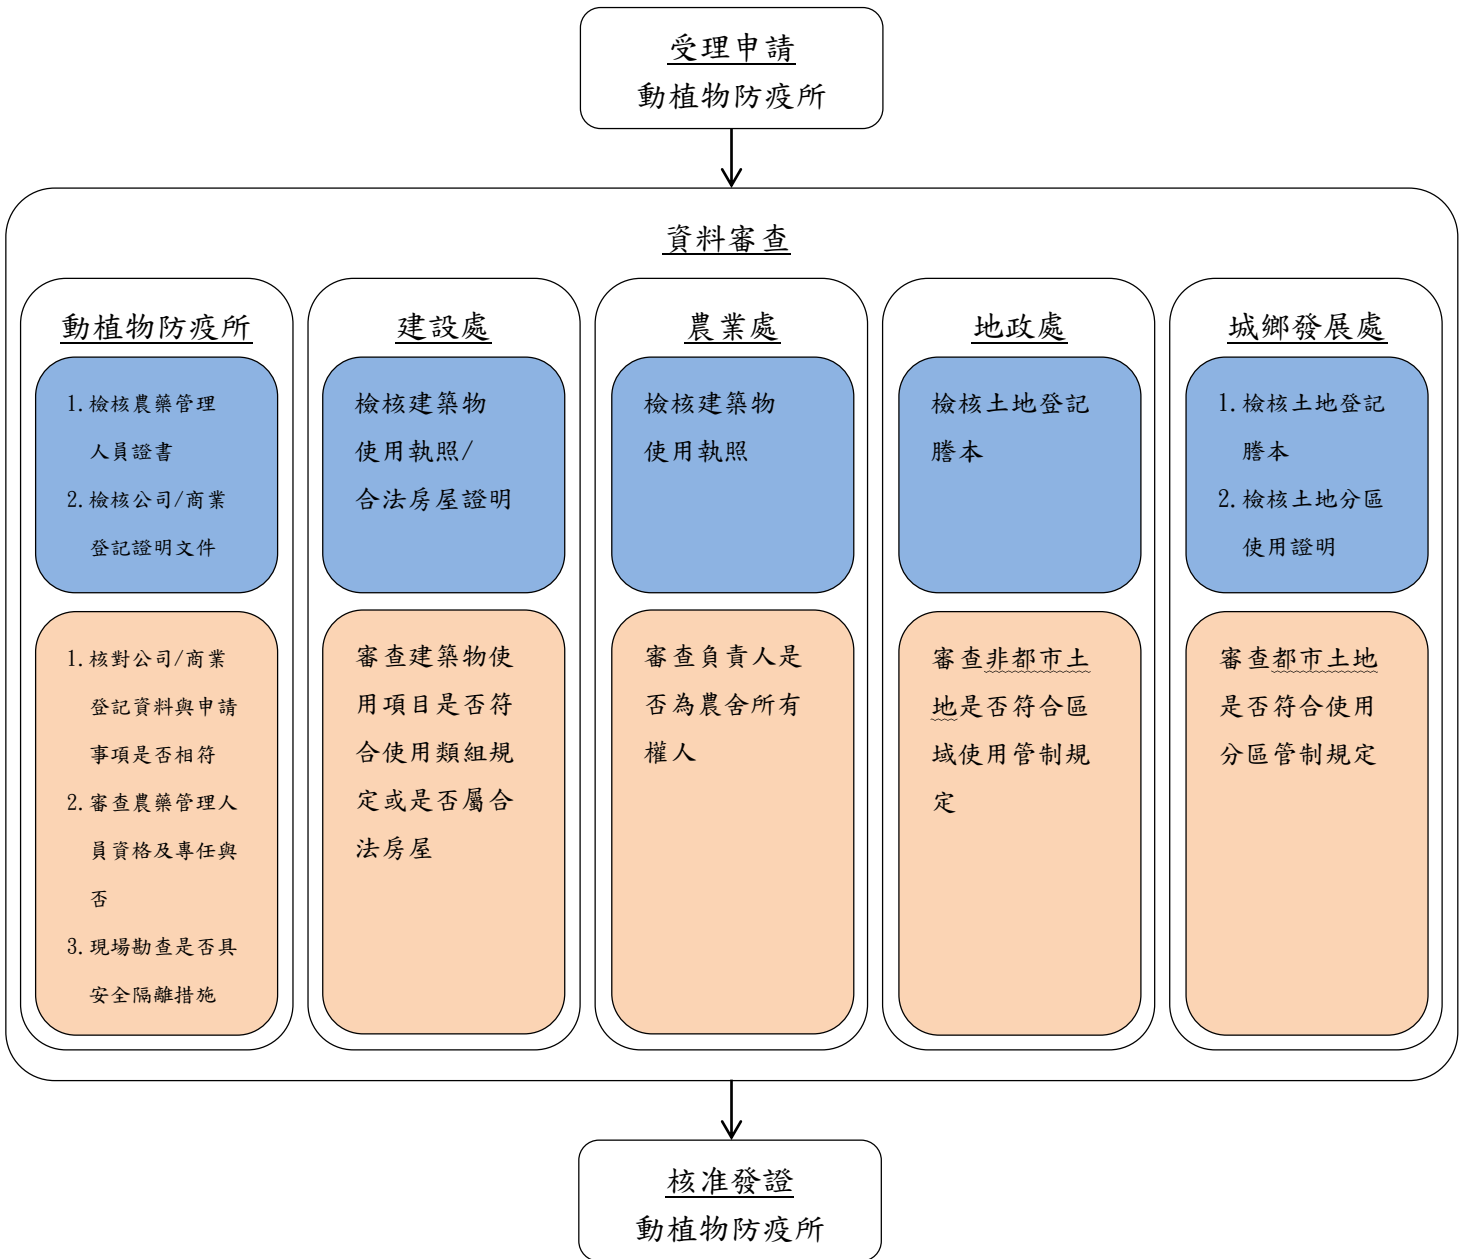 受理申請
動植物防疫所
資料審查
動植物防疫所
1.檢核農藥管理
人員證書
2.檢核公司/商業
登記證明文件
1.核對公司/商業
登記資料與申請
事項是否相符
2.審查農藥管理人
員資格及專任與
否
3.現場勘查是否具
安全隔離措施
建設處
檢核建築物
使用執照/
合法房屋證明
審查建築物使
用項目是否符
合使用類組規
定或是否屬合
法房屋
農業處
檢核建築物
使用執照
審查負責人是
否為農舍所有
權人
地政處
檢核土地登記
謄本
審查非都市土
地是否符合區
域使用管制規
定
城鄉發展處
1.檢核土地登記
謄本
2.檢核土地分區
使用證明
審查都市土地
是否符合使用
分區管制規定
核准發證
動植物防疫所